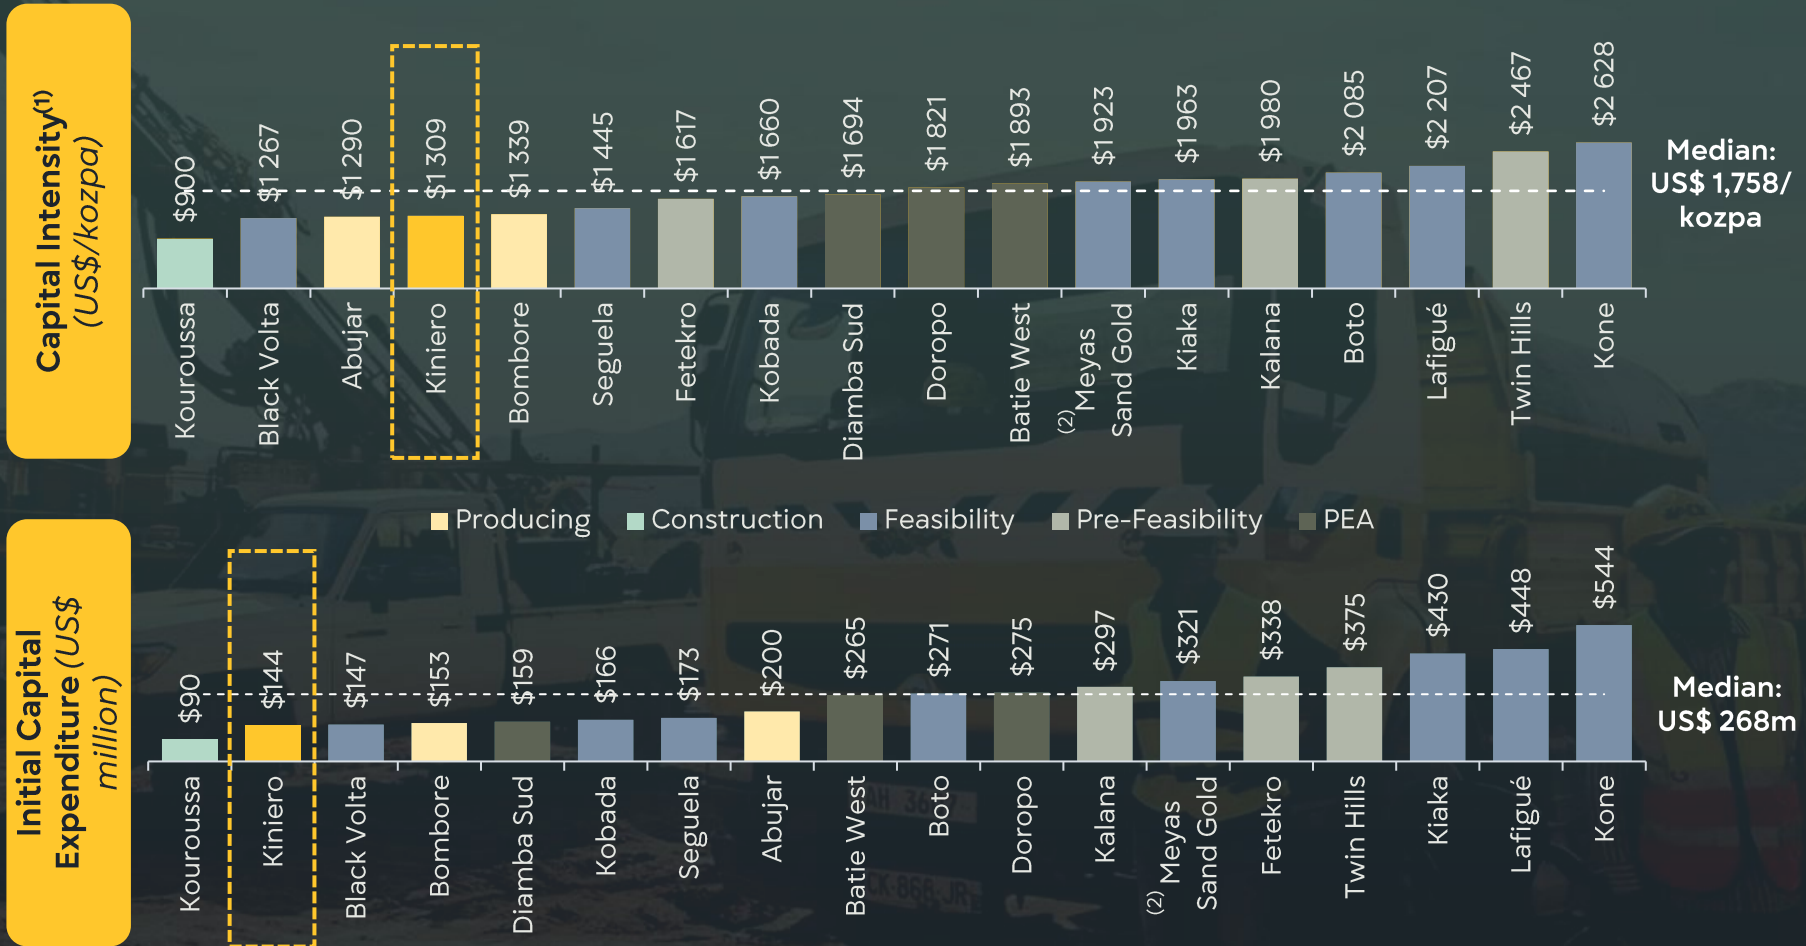 Capital Intensity(1)
(US$/kozpa)
$900
$1 267
$1 290
$1 309
$1 339
$1 445
$1 617
$1 660
$1 694
$1 821
$1 893
$1 923
$1 963
$1 980
$2 085
$2 207
$2 467
$2 628
Median:
US$ 1,758/
kozpa
Kouroussa
Black Volta
Abujar
Kiniero
Bombore
Seguela
Fetekro
Kobada
Diamba Sud
Doropo
Batie West
(2) Meyas
Sand Gold
Kiaka
Kalana
Boto
Lafigué
Twin Hills
Kone
Producing
Construction
Feasibility
Pre-Feasibility
PEA
Initial Capital
Expenditure (US$
million)
$90
$144
$147
$153
$159
$166
$173
$200
$265
$271
$275
$297
$321
$338
$375
$430
$448
$544
Median:
US$ 268m
Kouroussa
Kiniero
Black Volta
Bombore
Diamba Sud
Kobada
Seguela
Abujar
Batie West
Boto
Doropo
Kalana
(2) Meyas
Sand Gold
Fetekro
Twin Hills
Kiaka
Lafigué
Kone